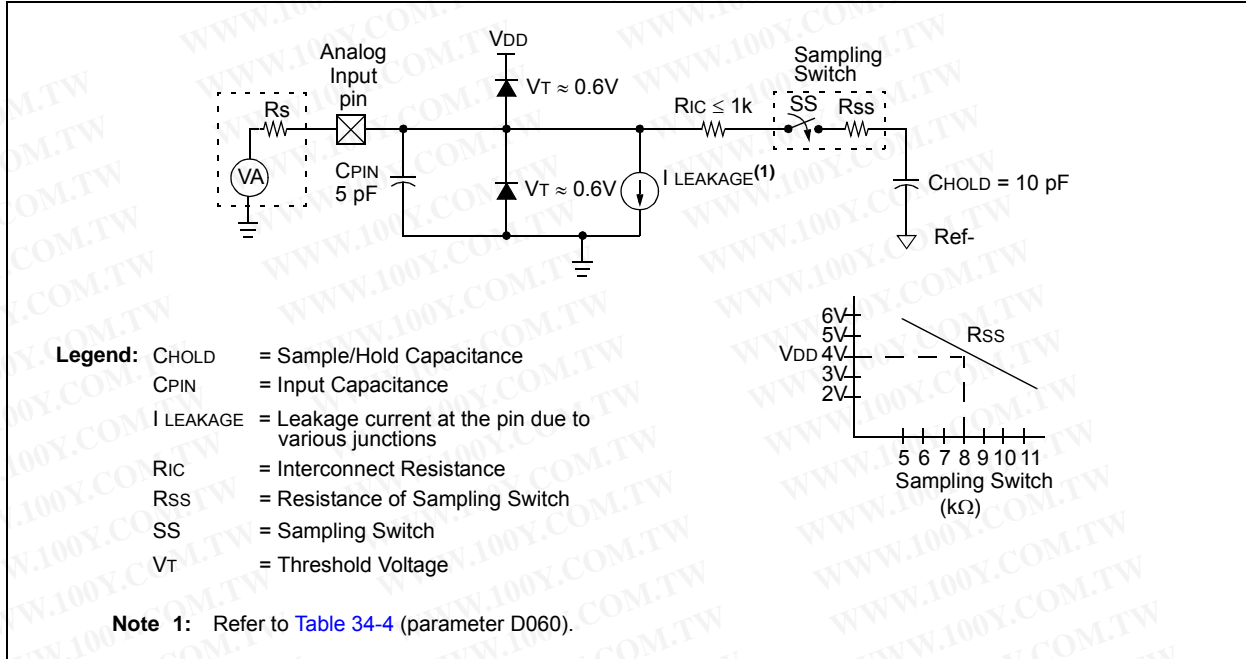 VDD
Analog
Input
pin
Sampling
Switch
VT ≈ 0.6V
Rs
RIC ≤ 1k
SS
Rss
VA
CPIN
5 pF
VT ≈ 0.6V
I LEAKAGE(1)
CHOLD = 10 pF
Ref-
6V
5V
VDD 4V
3V
2V
RSS
5 6 7 8 9 10 11
Sampling Switch
(kΩ)
Legend: CHOLD = Sample/Hold Capacitance
CPIN = Input Capacitance
I LEAKAGE = Leakage current at the pin due to
various junctions
RIC = Interconnect Resistance
RSS = Resistance of Sampling Switch
SS = Sampling Switch
VT = Threshold Voltage
Note 1: Refer to Table 34-4 (parameter D060).
WWW.100Y.COM.TW